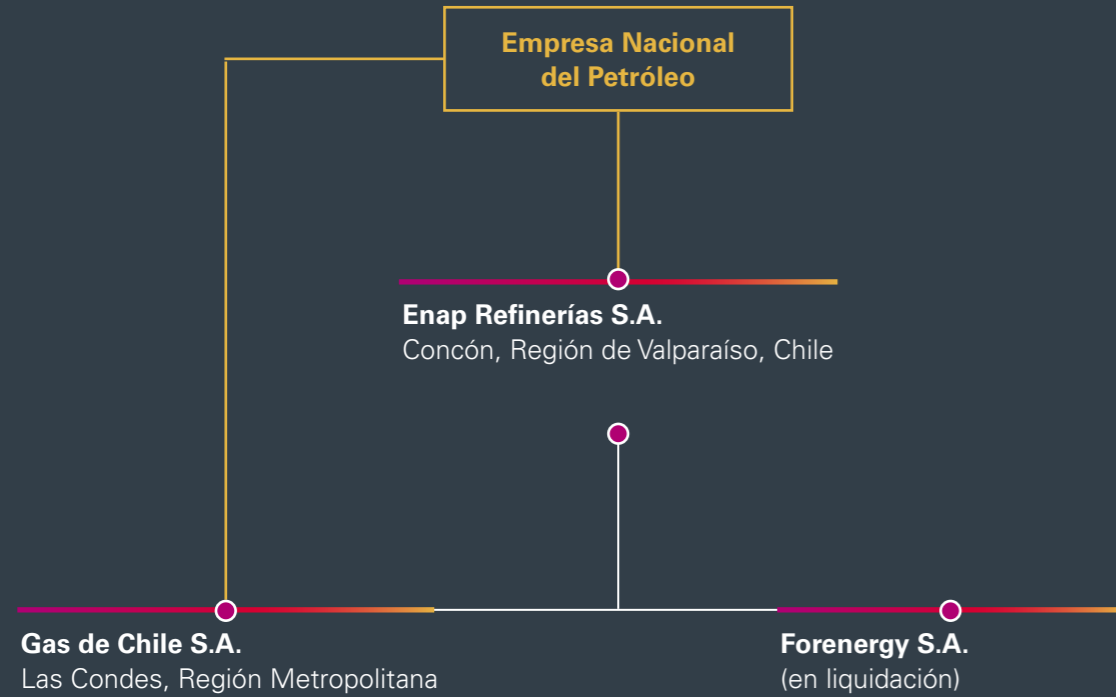 Empresa Nacional
del Petróleo
Enap Refinerías S.A.
Concón, Región de Valparaíso, Chile
Gas de Chile S.A.
Las Condes, Región Metropolitana
Forenergy S.A.
(en liquidación)